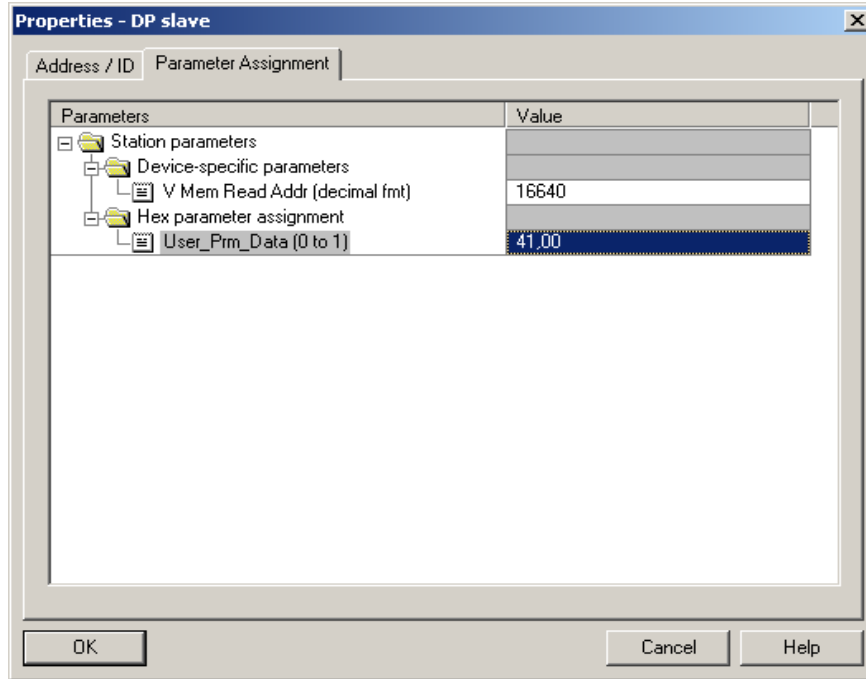 Properties - DP slave
Address / ID Parameter Assignment
Parameters Value
Station parameters
Device-specific parameters
V Mem Read Addr (decimal fmt) 16640
Hex parameter assignment
User_Prm_Data (0 to 1) 41,00
OK Cancel Help